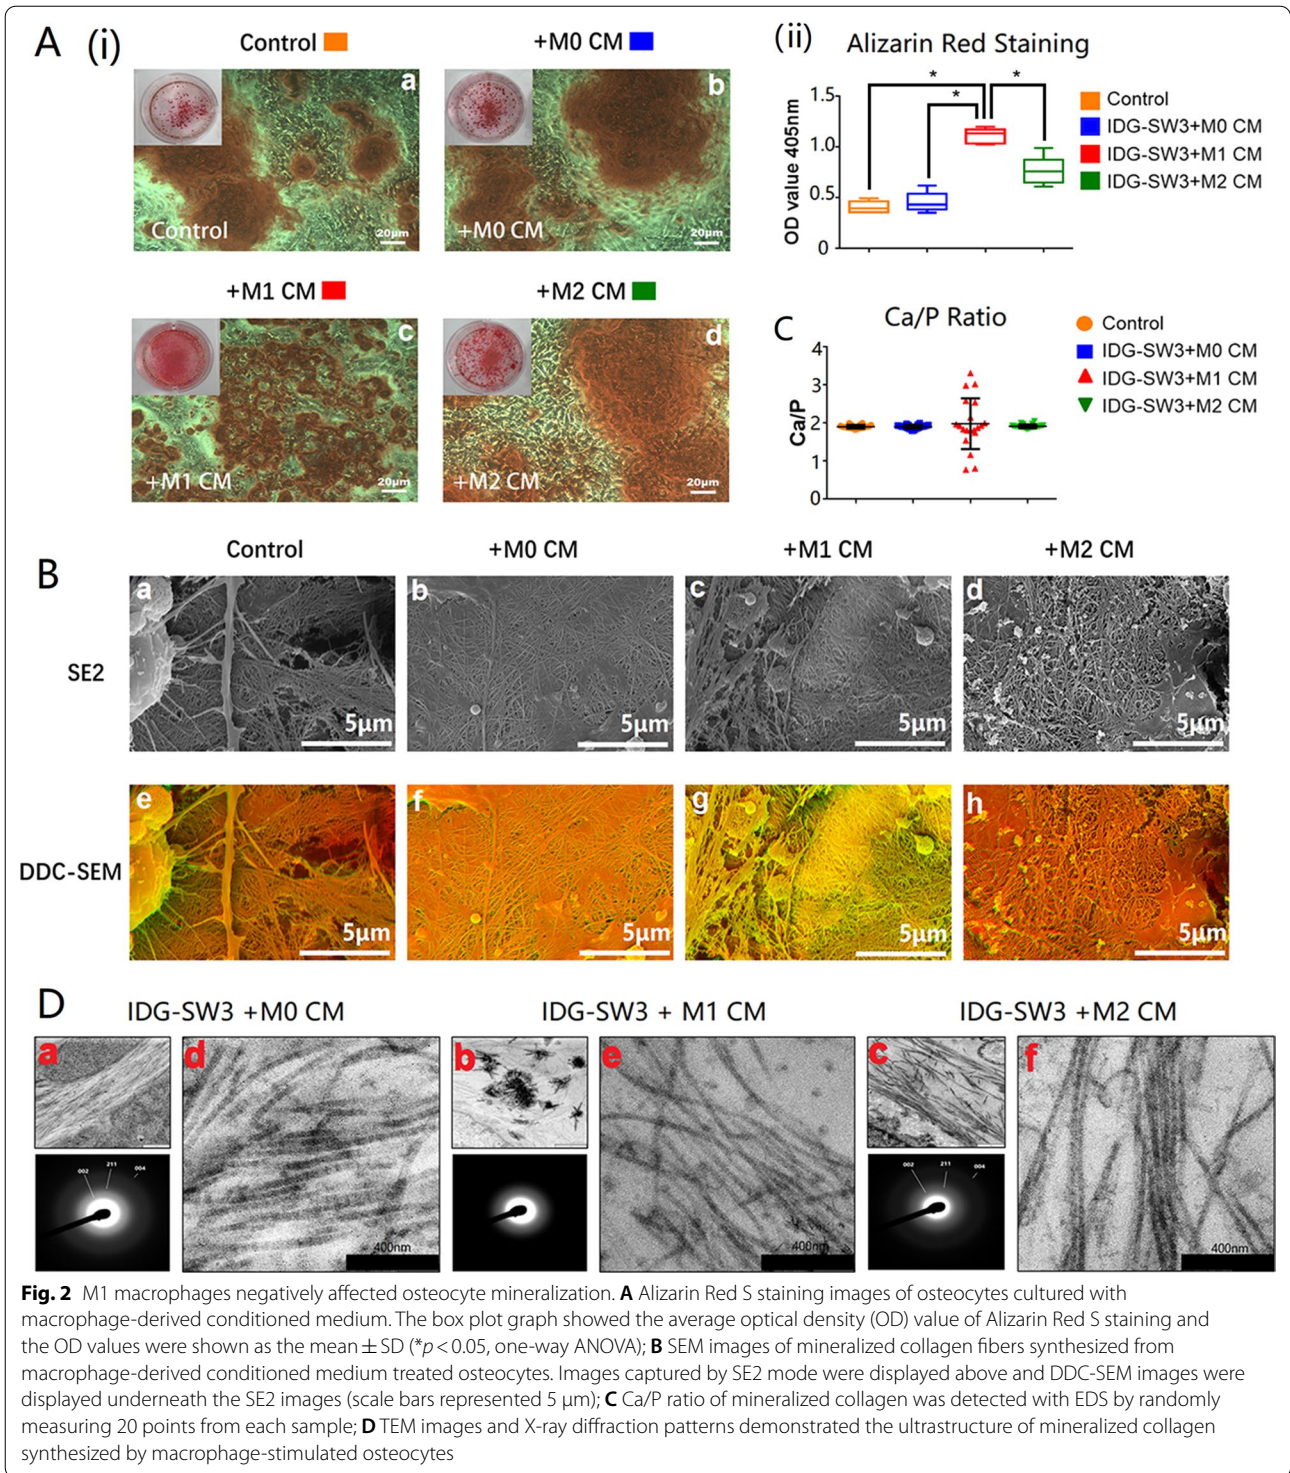 A (i)
Control
+M0 CM
a
Control
20μm
b
+M0 CM
20μm
+M1 CM
+M2 CM
c
+M1 CM
20μm
d
+M2 CM
20μm
(ii) Alizarin Red Staining
OD value 405nm
1.5
1.0
0.5
0
*
*
*
Control
IDG-SW3+M0 CM
IDG-SW3+M1 CM
IDG-SW3+M2 CM
C Ca/P Ratio
Ca/P
4
3
2
1
0
Control
IDG-SW3+M0 CM
IDG-SW3+M1 CM
IDG-SW3+M2 CM
B
Control
+M0 CM
+M1 CM
+M2 CM
SE2
a
5μm
b
5μm
c
5μm
d
5μm
DDC-SEM
e
5μm
f
5μm
g
5μm
h
5μm
D
IDG-SW3 +M0 CM
IDG-SW3 + M1 CM
IDG-SW3 +M2 CM
a
002
211
004
d
400nm
b
e
400nm
c
002
211
004
f
400nm
Fig. 2 M1 macrophages negatively affected osteocyte mineralization. A Alizarin Red S staining images of osteocytes cultured with
macrophage-derived conditioned medium. The box plot graph showed the average optical density (OD) value of Alizarin Red S staining and
the OD values were shown as the mean ± SD (*p < 0.05, one-way ANOVA); B SEM images of mineralized collagen fibers synthesized from
macrophage-derived conditioned medium treated osteocytes. Images captured by SE2 mode were displayed above and DDC-SEM images were
displayed underneath the SE2 images (scale bars represented 5 μm); C Ca/P ratio of mineralized collagen was detected with EDS by randomly
measuring 20 points from each sample; D TEM images and X-ray diffraction patterns demonstrated the ultrastructure of mineralized collagen
synthesized by macrophage-stimulated osteocytes